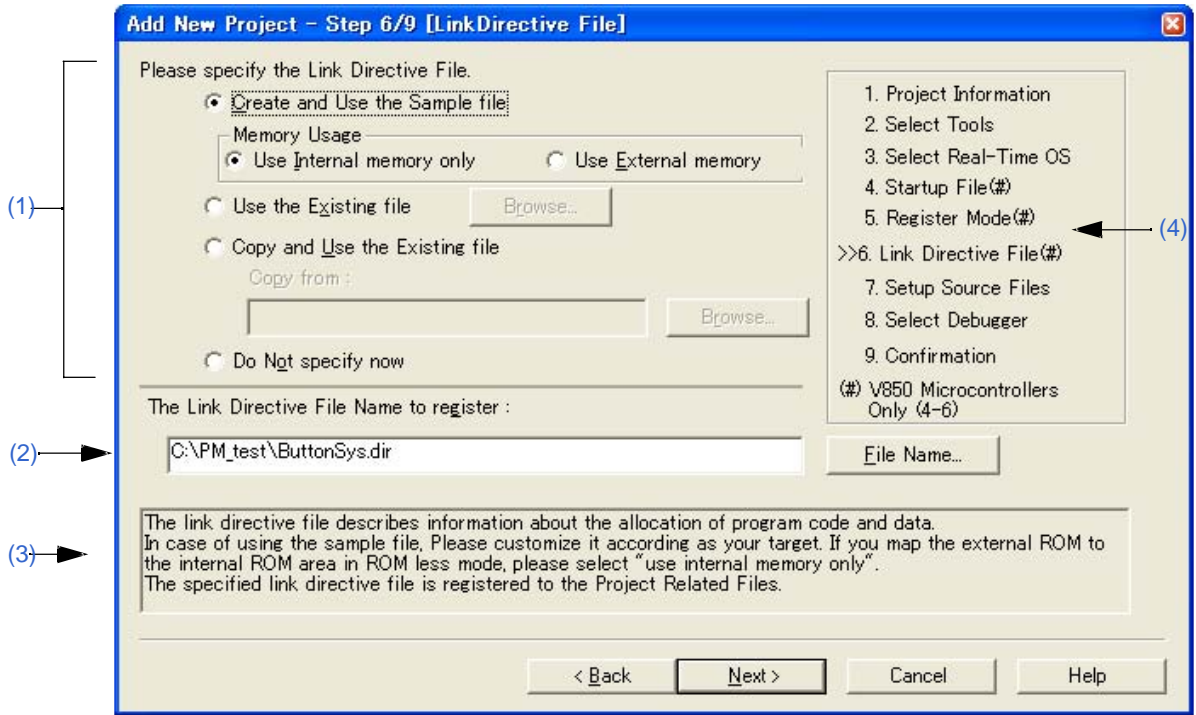 Add New Project - Step 6/9 [LinkDirective File]
Please specify the Link Directive File.
Create and Use the Sample file
Memory Usage
Use Internal memory only
Use External memory
Use the Existing file
Browse...
Copy and Use the Existing file
Copy from :
Browse...
Do Not specify now
(1)
1. Project Information
2. Select Tools
3. Select Real-Time OS
4. Startup File(#)
5. Register Mode(#)
>>6. Link Directive File(#)
7. Setup Source Files
8. Select Debugger
9. Confirmation
(#) V850 Microcontrollers
Only (4-6)
(4)
The Link Directive File Name to register :
(2)
C:\PM_test\ButtonSys.dir
File Name...
(3)
The link directive file describes information about the allocation of program code and data.
In case of using the sample file, Please customize it according as your target. If you map the external ROM to
the internal ROM area in ROM less mode, please select "use internal memory only".
The specified link directive file is registered to the Project Related Files.
< Back
Next >
Cancel
Help